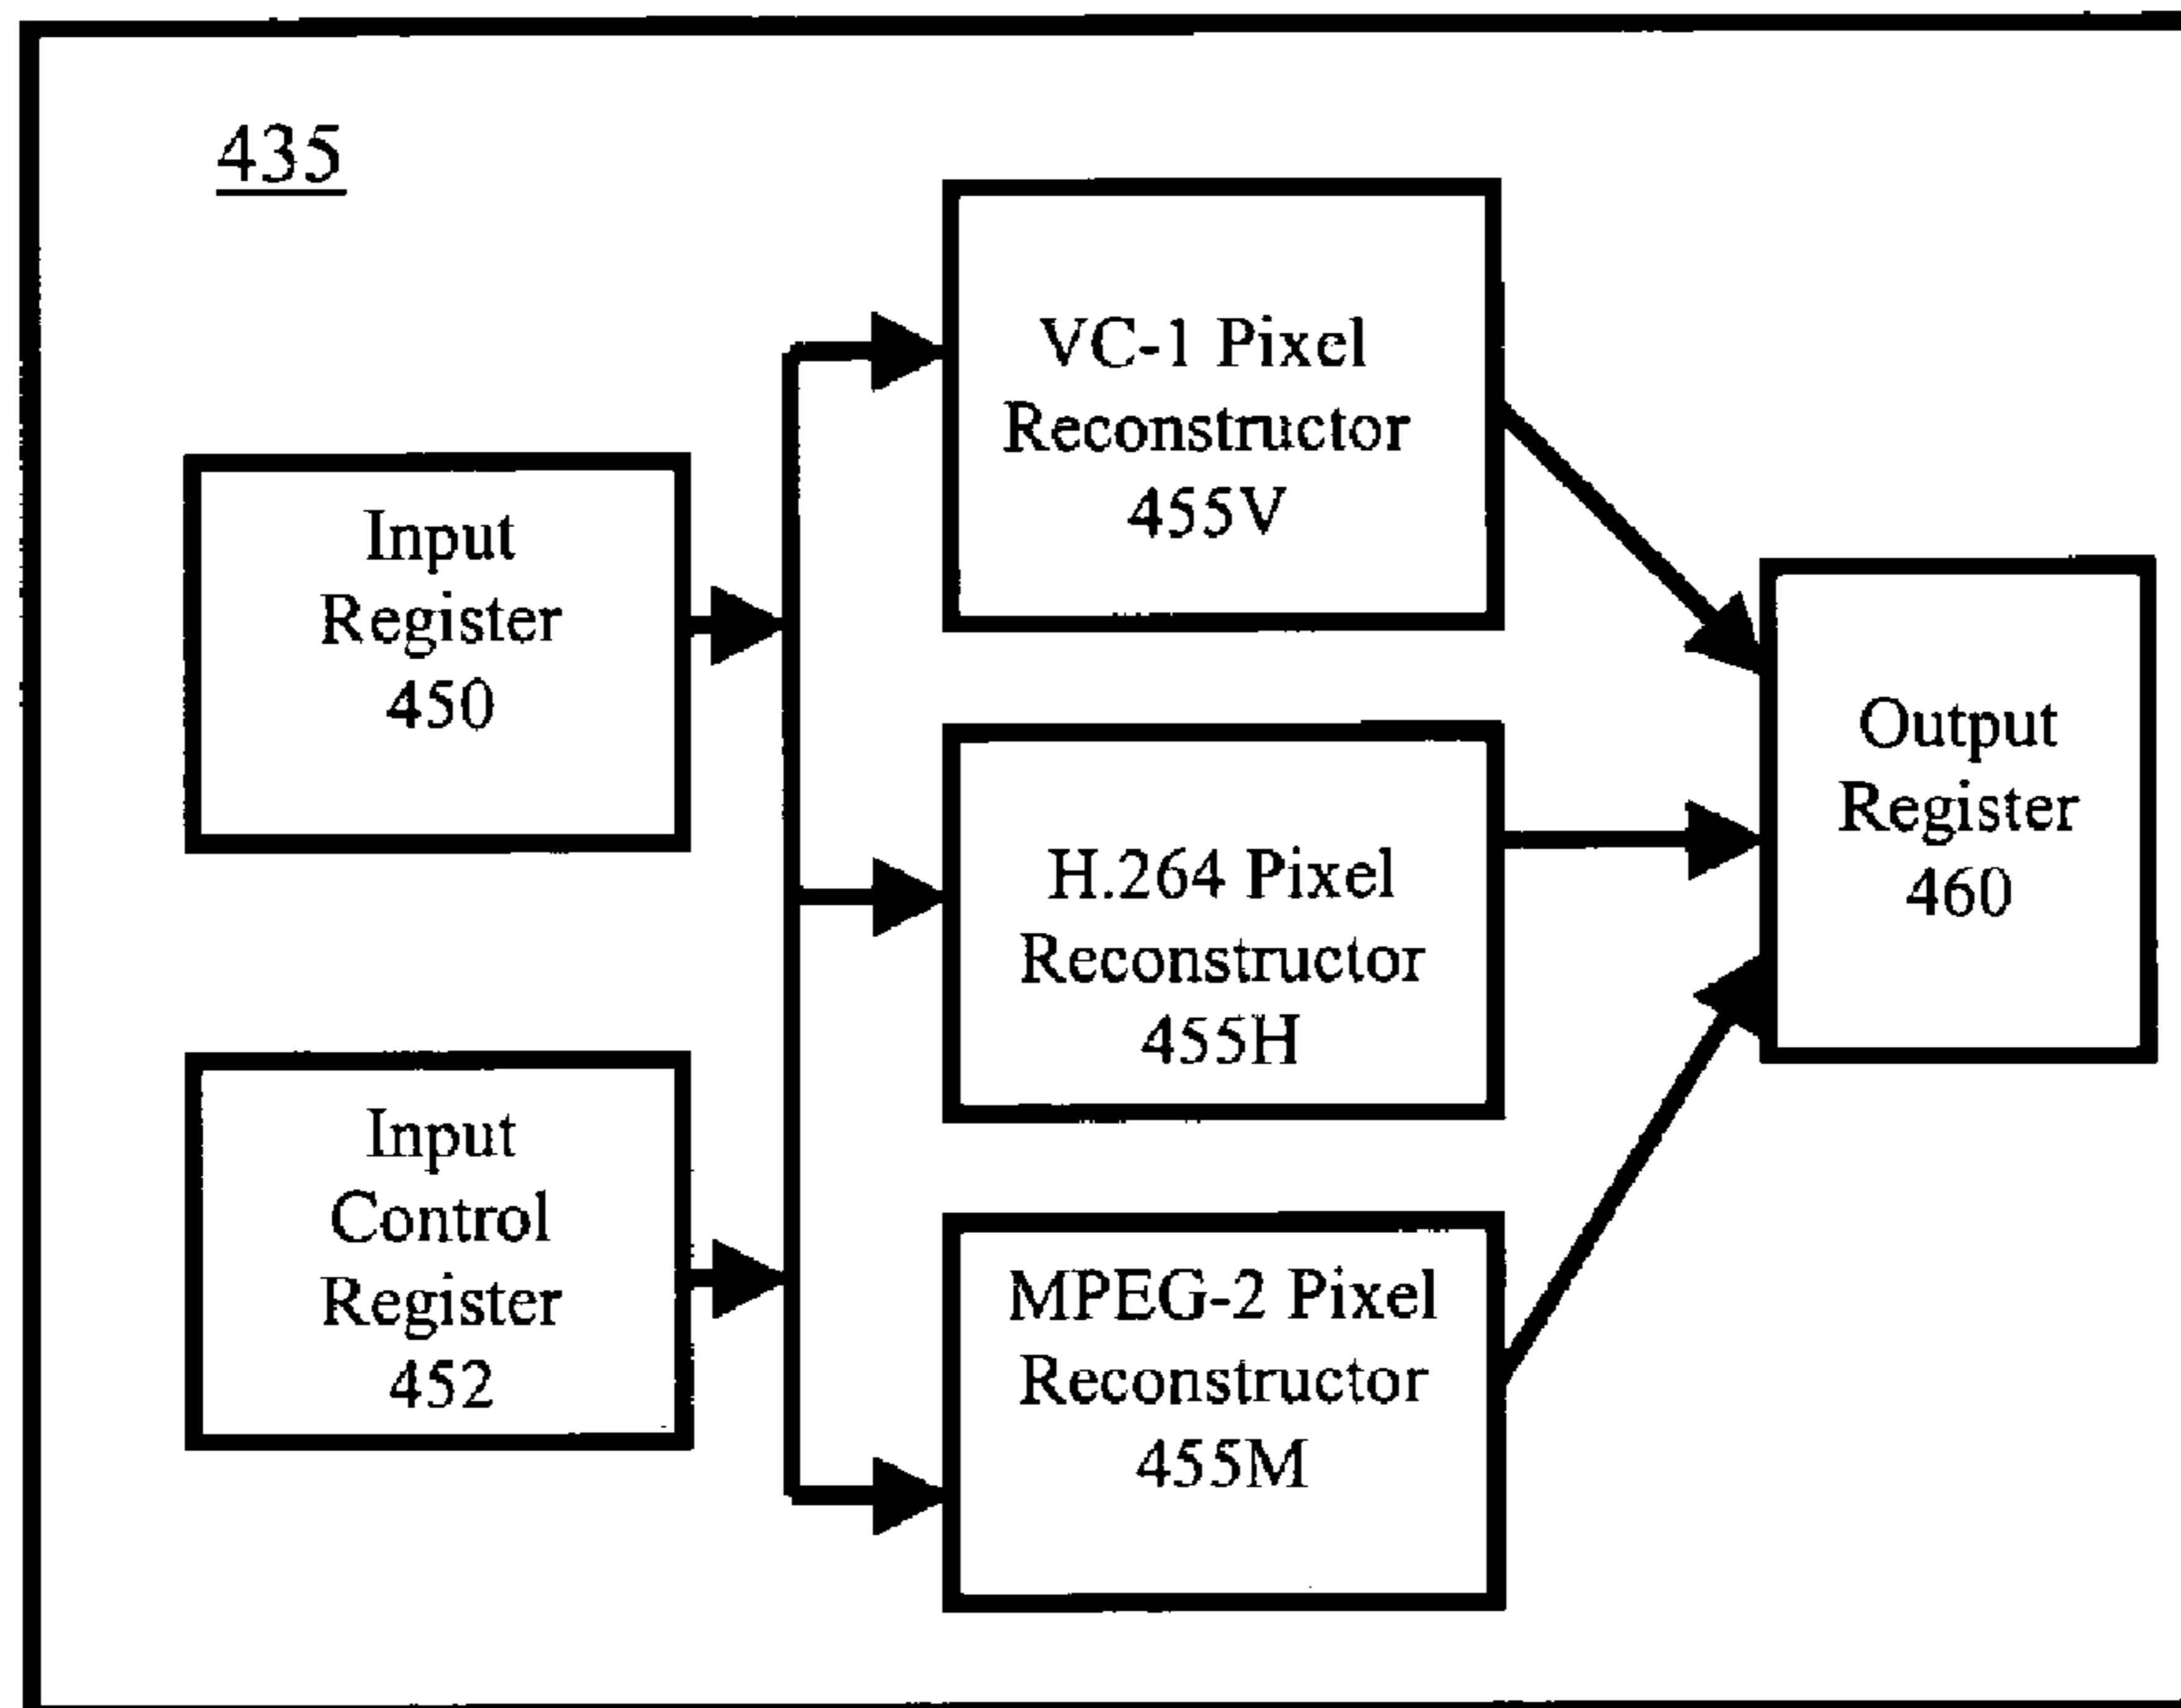 435
Input
Register
450
Input
Control
Register
452
VC-1 Pixel
Reconstructor
455V
H.264 Pixel
Reconstructor
455H
MPEG-2 Pixel
Reconstructor
455M
Output
Register
460